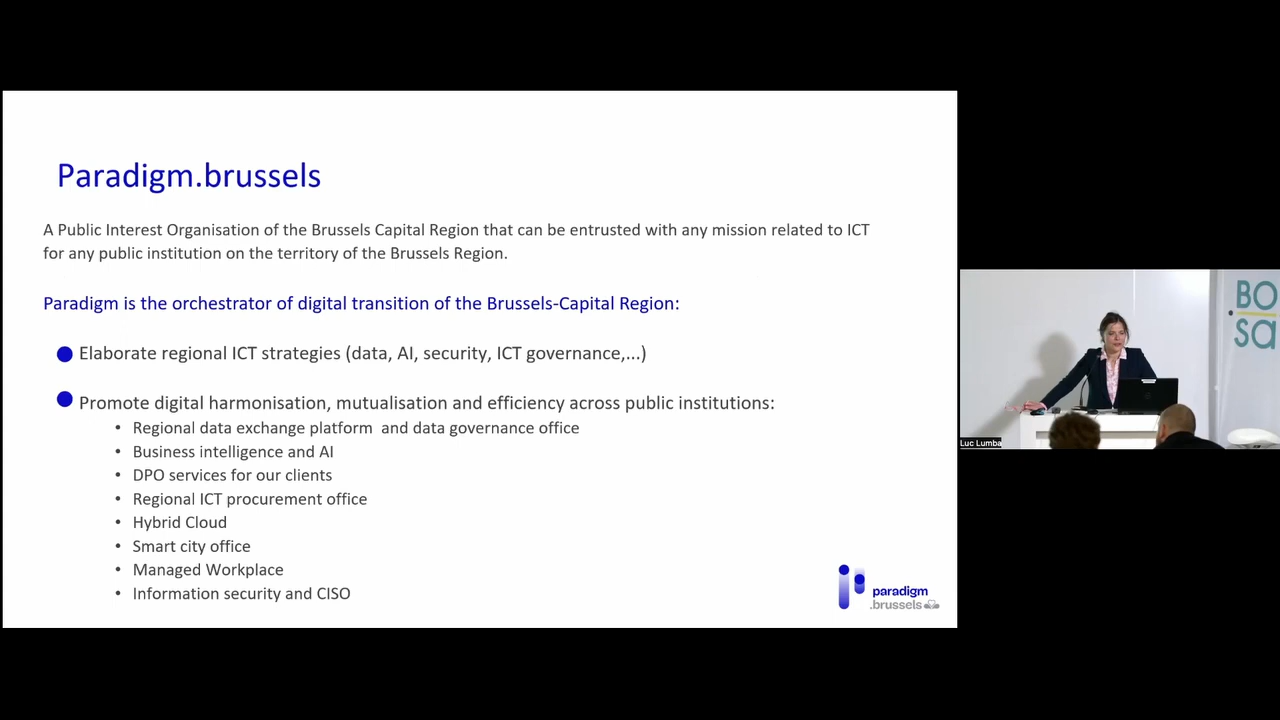 Paradigm.brussels
A Public Interest Organisation of the Brussels Capital Region that can be entrusted with any mission related to ICT
for any public institution on the territory of the Brussels Region.
Paradigm is the orchestrator of digital transition of the Brussels-Capital Region:
Elaborate regional ICT strategies (data, AI, security, ICT governance,...)
Promote digital harmonisation, mutualisation and efficiency across public institutions:
• Regional data exchange platform and data governance office
• Business intelligence and AI
• DPO services for our clients
• Regional ICT procurement office
• Hybrid Cloud
• Smart city office
• Managed Workplace
• Information security and CISO
paradigm
.brussels
BO
sa
Luc Lumba